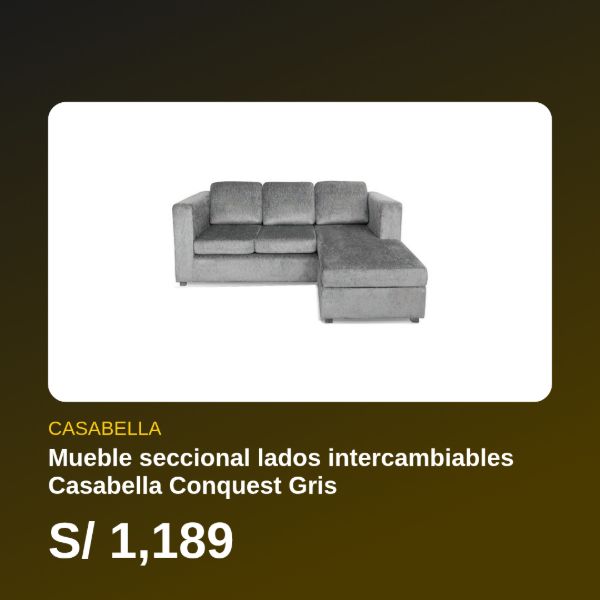 CASABELLA
Mueble seccional lados intercambiables
Casabella Conquest Gris
S/ 1,189